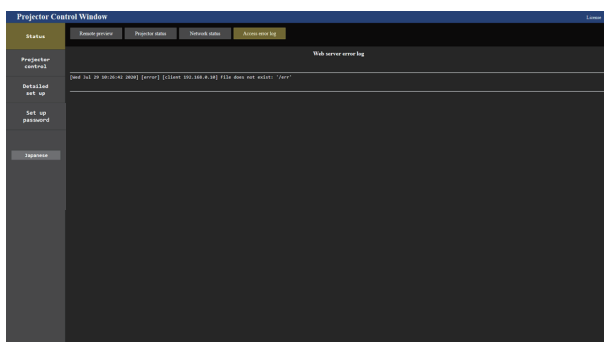 Projector Control Window
License
Status
Remote preview
Projector status
Network status
Access error log
Projector
control
Detailed
set up
Set up
password
Japanese
Web server error log
[Wed Jul 29 10:26:42 2020] [error] [client 192.168.0.10] File does not exist: '/err'